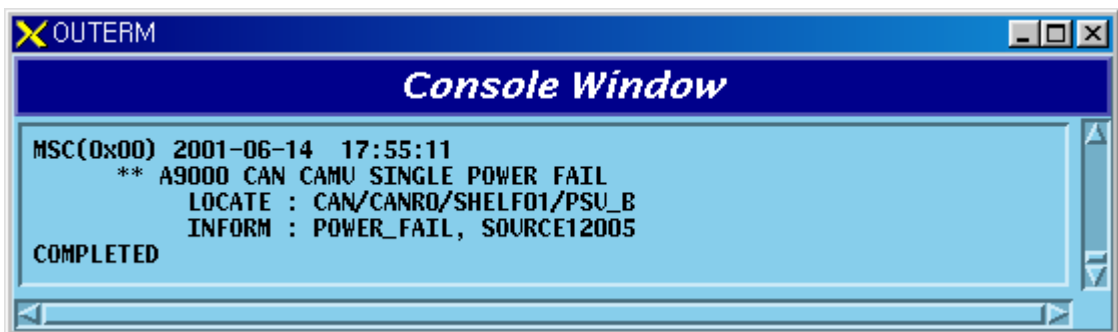 OUTERM
Console Window
MSC(0x00) 2001-06-14 17:55:11
** A9000 CAN CAMU SINGLE POWER FAIL
LOCATE : CAN/CANRO/SHELF01/PSU_B
INFORM : POWER_FAIL, SOURCE12005
COMPLETED